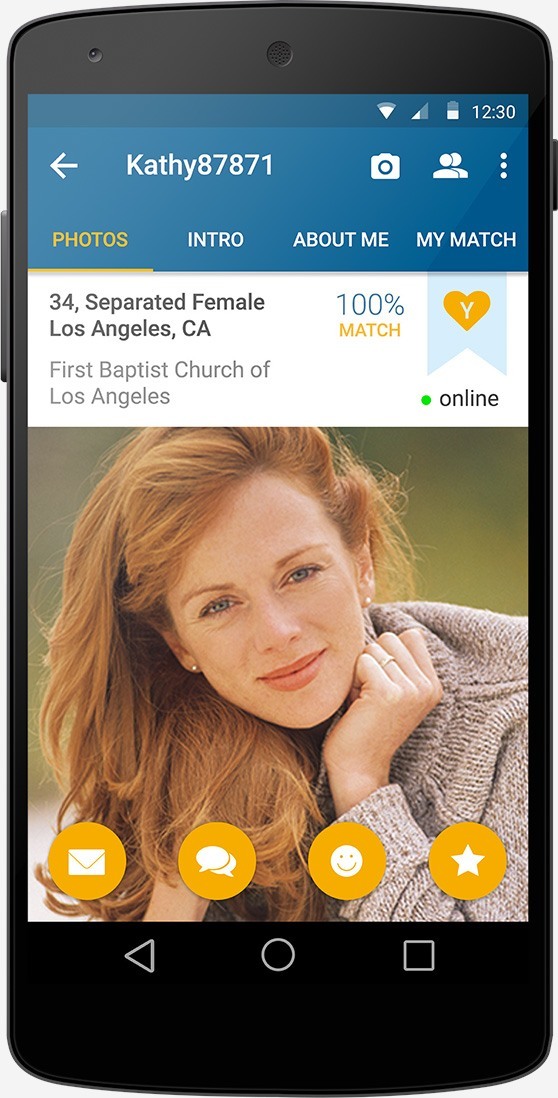 12:30
Kathy87871
PHOTOS INTRO ABOUT ME MY MATCH
34, Separated Female
Los Angeles, CA
100%
MATCH
Y
First Baptist Church of
Los Angeles
online